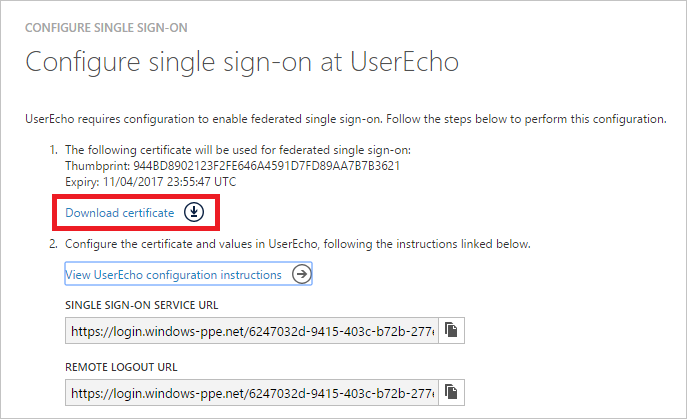 CONFIGURE SINGLE SIGN-ON
Configure single sign-on at UserEcho
UserEcho requires configuration to enable federated single sign-on. Follow the steps below to perform this configuration.
1. The following certificate will be used for federated single sign-on:
Thumbprint: 944BD8902123F2FE646A4591D7FD89AA7B7B3621
Expiry: 11/04/2017 23:55:47 UTC
Download certificate
2. Configure the certificate and values in UserEcho, following the instructions linked below.
View UserEcho configuration instructions
SINGLE SIGN-ON SERVICE URL
https://login.windows-ppe.net/6247032d-9415-403c-b72b-277e
REMOTE LOGOUT URL
https://login.windows-ppe.net/6247032d-9415-403c-b72b-277e